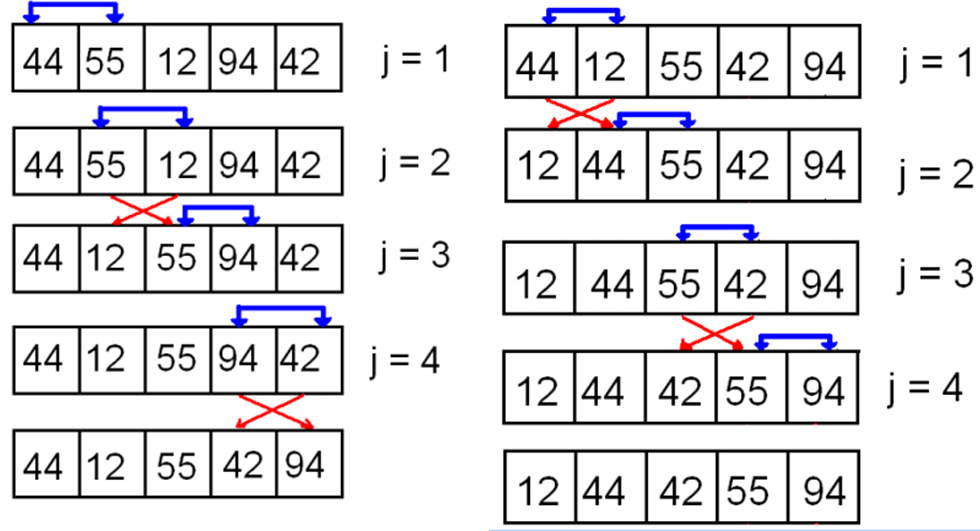 44 55 12 94 42 j = 1
44 55 12 94 42 j = 2
44 12 55 94 42 j = 3
44 12 55 94 42 j = 4
44 12 55 42 94
44 12 55 42 94 j = 1
12 44 55 42 94 j = 2
12 44 55 42 94 j = 3
12 44 42 55 94 j = 4
12 44 42 55 94